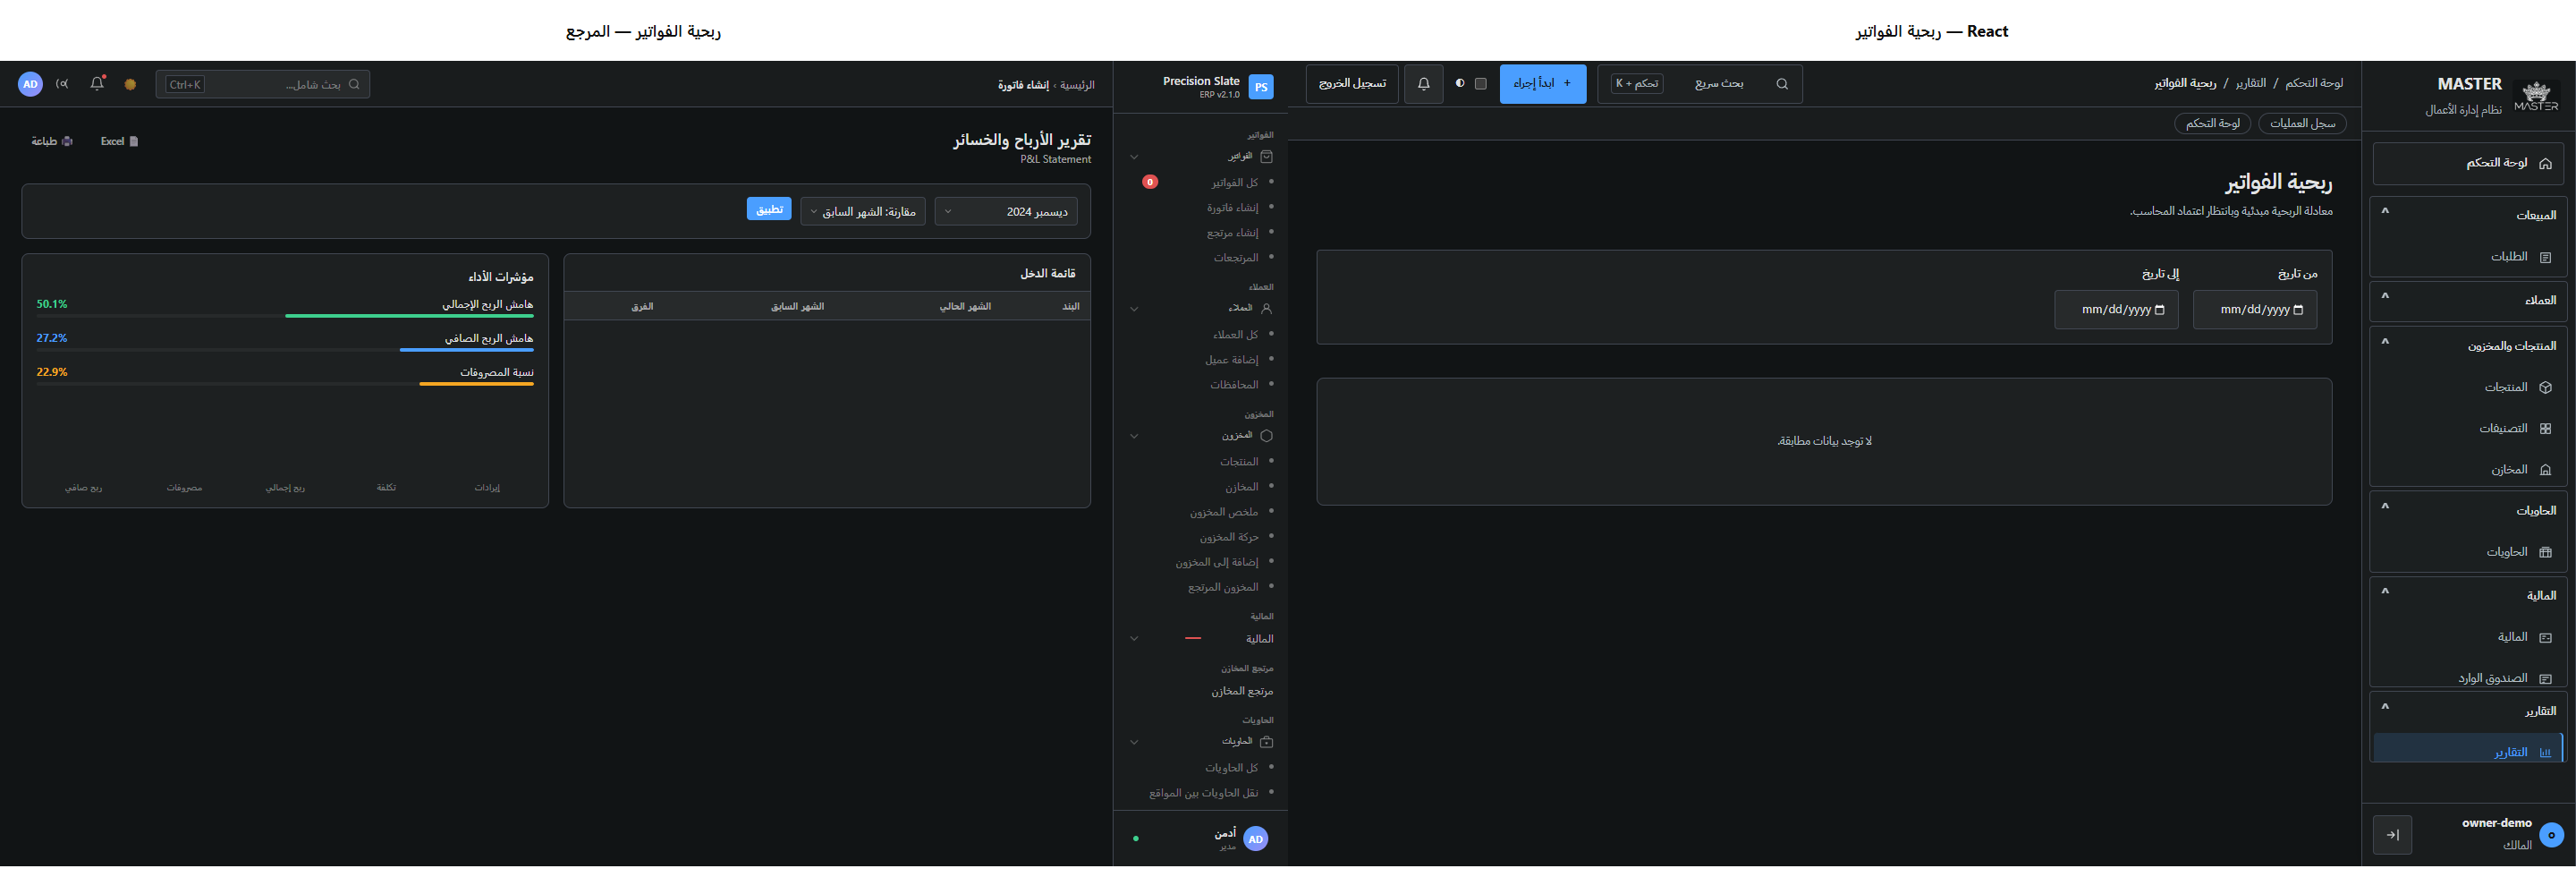 React — ربحية الفواتير
MASTER
نظام إدارة الأعمال
MASTER
لوحة التحكم
المبيعات
الطلبات
العملاء
المنتجات والمخزون
المنتجات
التصنيفات
المخازن
الحاويات
الحاويات
المالية
المالية
الصندوق الوارد
التقارير
التقارير
owner-demo
المالك
لوحة التحكم / التقارير / ربحية الفواتير
+ ابدأ إجراء
بحث سريع
تحكم + K
تسجيل الخروج
سجل العمليات
لوحة التحكم
ربحية الفواتير
معادلة الربحية مبدئية وبانتظار اعتماد المحاسب.
من تاريخ
إلى تاريخ
mm/dd/yyyy
mm/dd/yyyy
لا توجد بيانات مطابقة.
ربحية الفواتير — المرجع
PS
Precision Slate
ERP v2.1.0
الفواتير
الفواتير
كل الفواتير
0
إنشاء فاتورة
إنشاء مرتجع
المرتجعات
العملاء
العملاء
كل العملاء
إضافة عميل
المحافظات
المخزون
المخزون
المنتجات
المخازن
ملخص المخزون
حركة المخزون
إضافة إلى المخزون
المخزون المرتجع
المالية
المالية
مرتجع المخازن
مرتجع المخازن
الحاويات
الحاويات
كل الحاويات
نقل الحاويات بين المواقع
AD
أدمن
مدير
الرئيسية › إنشاء فاتورة
بحث شامل...
Ctrl+K
AD
تقرير الأرباح والخسائر
P&L Statement
Excel
طباعة
ديسمبر 2024
مقارنة: الشهر السابق
تطبيق
قائمة الدخل
البند
الشهر الحالي
الشهر السابق
الفرق
مؤشرات الأداء
هامش الربح الإجمالي
50.1%
هامش الربح الصافي
27.2%
نسبة المصروفات
22.9%
إيرادات
تكلفة
ربح إجمالي
مصروفات
ربح صافي